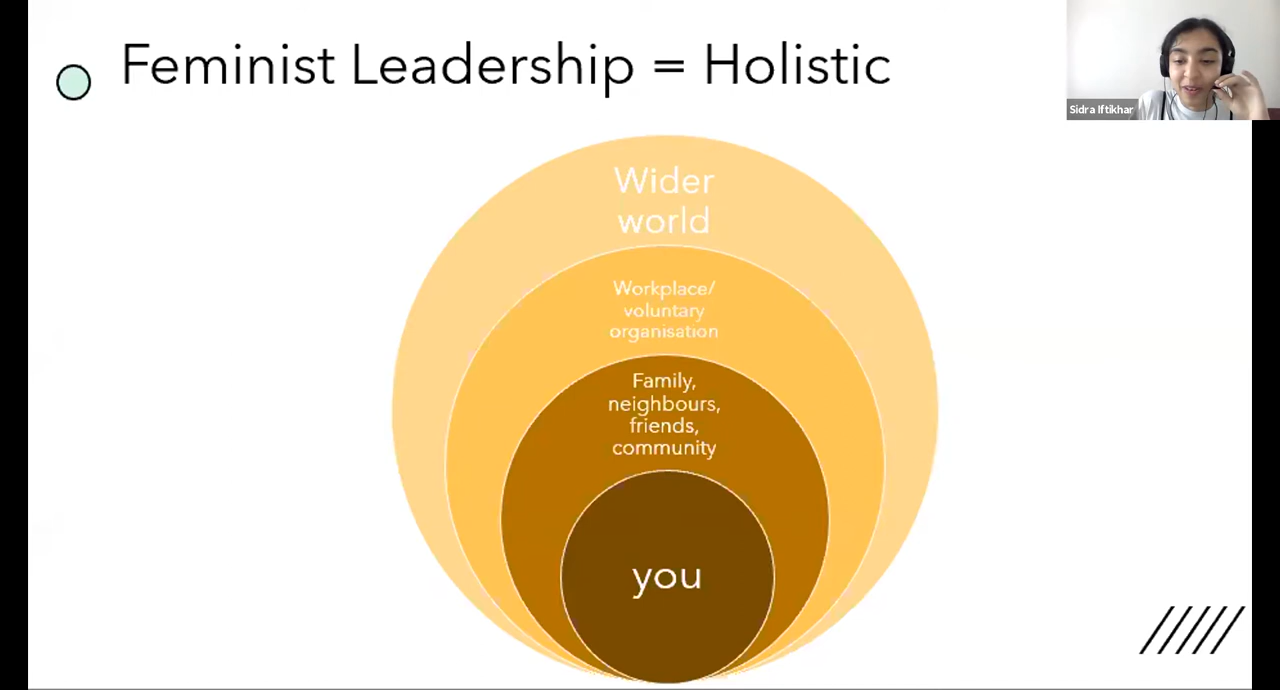 Feminist Leadership = Holistic
Sidra Iftikhar
Wider
world
Workplace/
voluntary
organisation
Family,
neighbours,
friends,
community
you